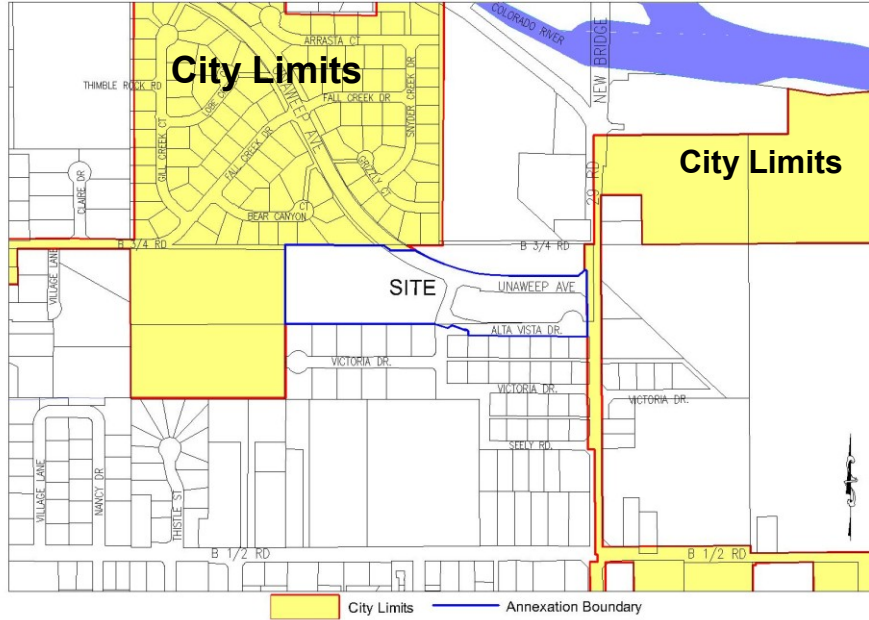 COLORADO RIVER
NEW BRIDGE
ARRASTA CT
City Limits
THIMBLE ROCK RD
UNAWEEP AVE
FALL CREEK DR
SNYDER CREEK DR
GILL CREEK CT
FALL CREEK DR
GRIZZLY CT
City Limits
29 RD
CLAIRE DR
BEAR CANYON
CT
B 3/4 RD
B 3/4 RD
VILLAGE LANE
SITE
UNAWEEP AVE
ALTA VISTA DR.
VICTORIA DR.
VICTORIA DR.
VICTORIA DR.
SEELY RD.
VILLAGE LANE
NANCY DR
THISTLE ST
B 1/2 RD
B 1/2 RD
City Limits
Annexation Boundary